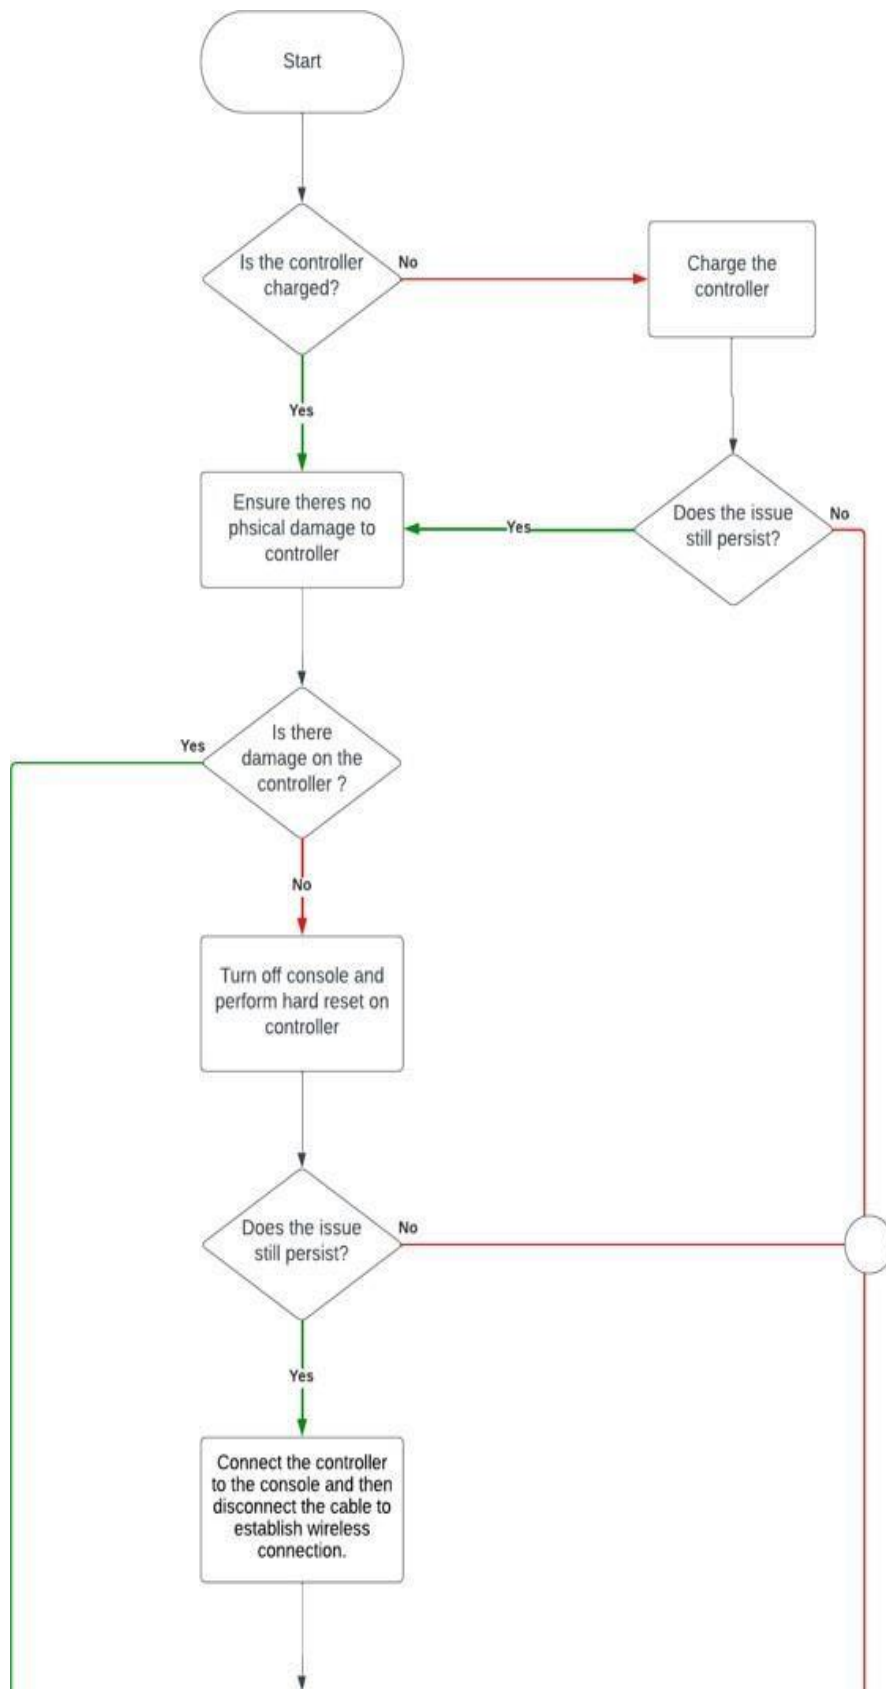 Start
Is the controller
charged?
No
Charge the
controller
Yes
Ensure theres no
phsical damage to
controller
Yes
Does the issue
still persist?
No
Yes
Is there
damage on the
controller ?
No
Turn off console and
perform hard reset on
controller
Does the issue
still persist?
No
Yes
Connect the controller
to the console and then
disconnect the cable to
establish wireless
connection.